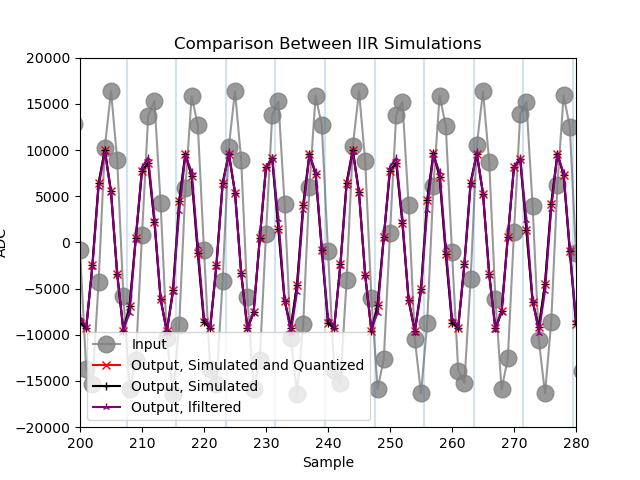 Comparison Between IIR Simulations
20000
15000
10000
5000
0
−5000
−10000
−15000
−20000
ADC
Input
Output, Simulated and Quantized
Output, Simulated
Output, lfiltered
200 210 220 230 240 250 260 270 280
Sample